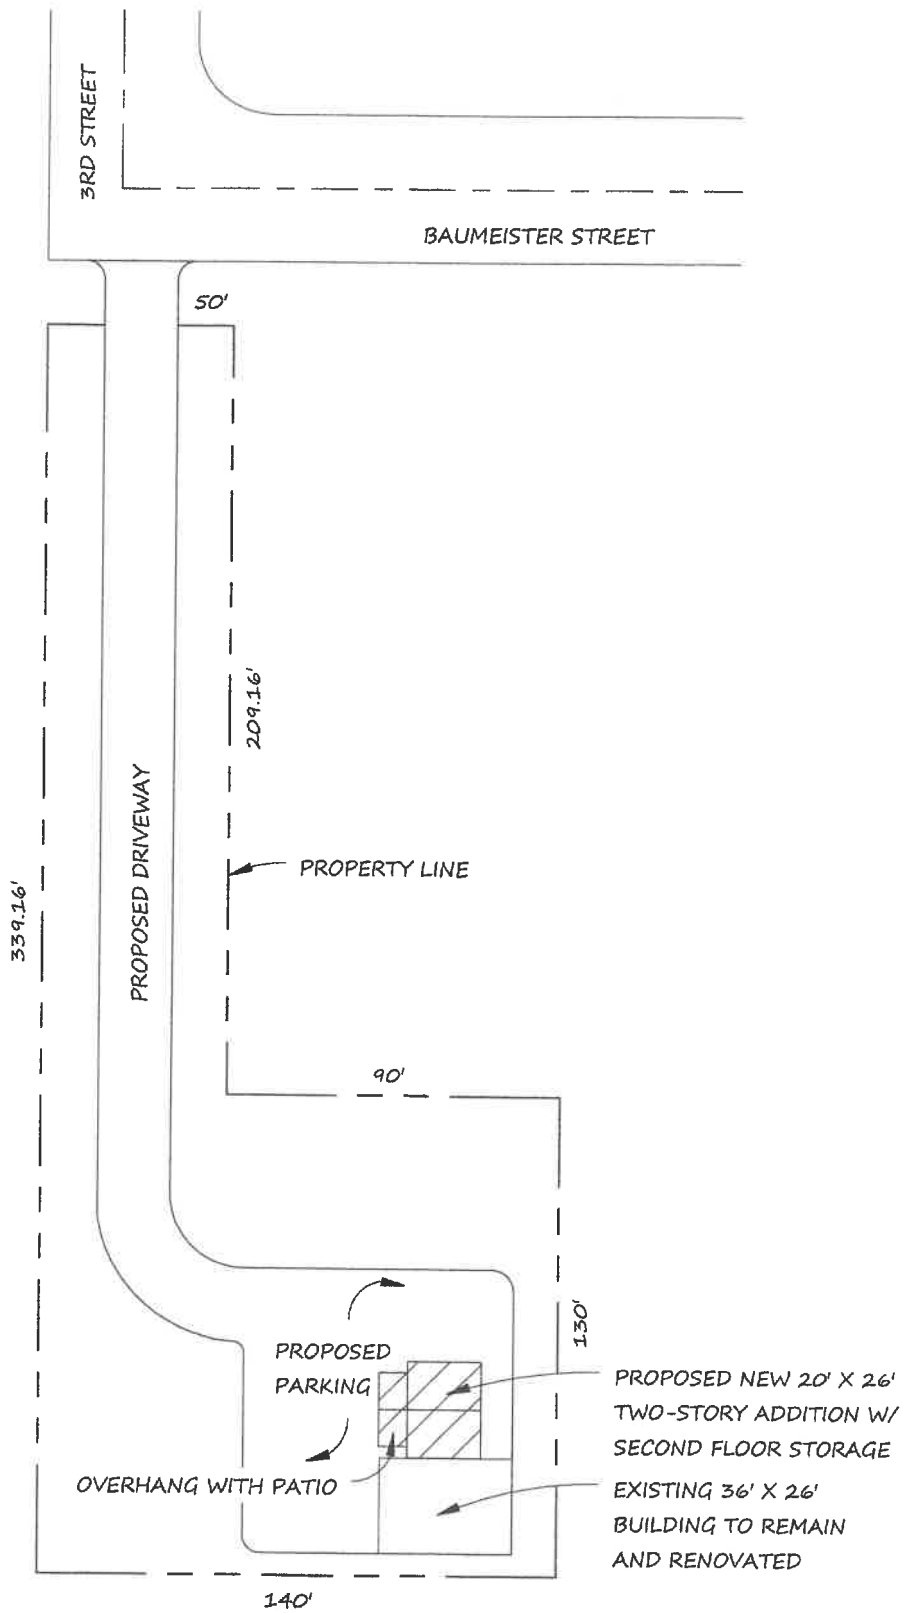 3RD STREET
BAUMEISTER STREET
50'
209.16'
PROPOSED DRIVEWAY
PROPERTY LINE
339.16'
90'
130'
PROPOSED
PARKING
PROPOSED NEW 20' X 26'
TWO-STORY ADDITION W/
SECOND FLOOR STORAGE
OVERHANG WITH PATIO
EXISTING 36' X 26'
BUILDING TO REMAIN
AND RENOVATED
140'